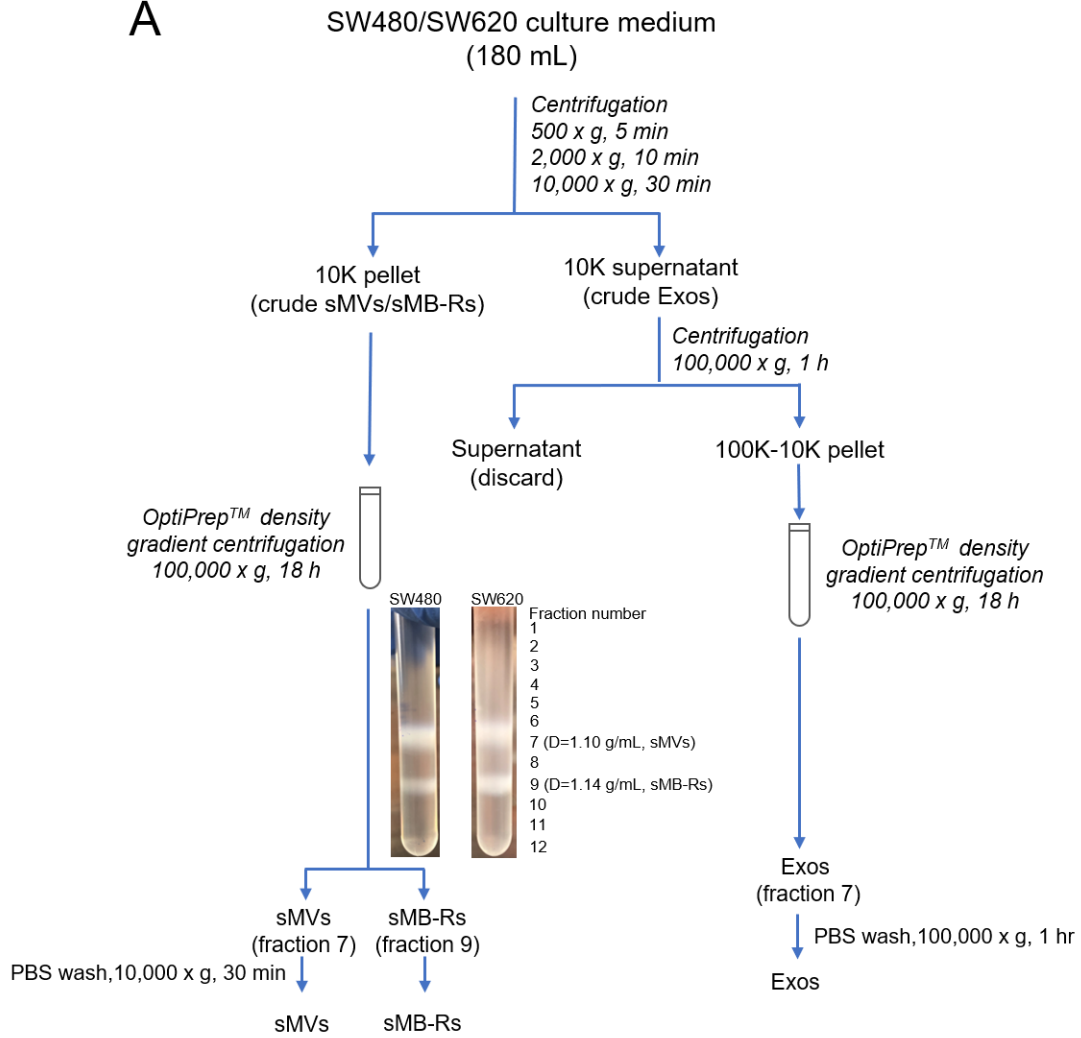 A
SW480/SW620 culture medium
(180 mL)
Centrifugation
500 x g, 5 min
2,000 x g, 10 min
10,000 x g, 30 min
10K pellet
(crude sMVs/sMB-Rs)
10K supernatant
(crude Exos)
Centrifugation
100,000 x g, 1 h
Supernatant
(discard)
100K-10K pellet
OptiPrep™ density
gradient centrifugation
100,000 x g, 18 h
OptiPrep™ density
gradient centrifugation
100,000 x g, 18 h
SW480
SW620
Fraction number
1
2
3
4
5
6
7 (D=1.10 g/mL, sMVs)
8
9 (D=1.14 g/mL, sMB-Rs)
10
11
12
sMVs
(fraction 7)
sMB-Rs
(fraction 9)
PBS wash,10,000 x g, 30 min
sMVs
sMB-Rs
Exos
(fraction 7)
PBS wash,100,000 x g, 1 hr
Exos